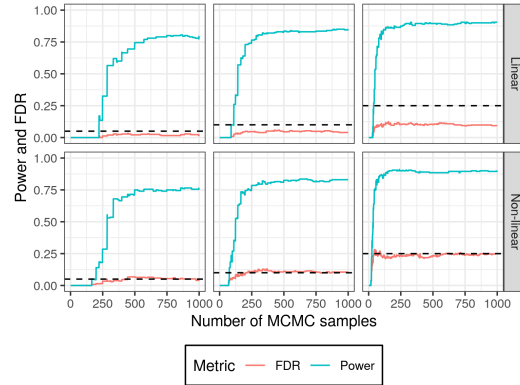 1.00
0.75
0.50
0.25
0.00
Linear
1.00
0.75
0.50
0.25
0.00
Non-linear
Power and FDR
0 250 500 750 1000 0 250 500 750 1000 0 250 500 750 1000
Number of MCMC samples
Metric FDR Power